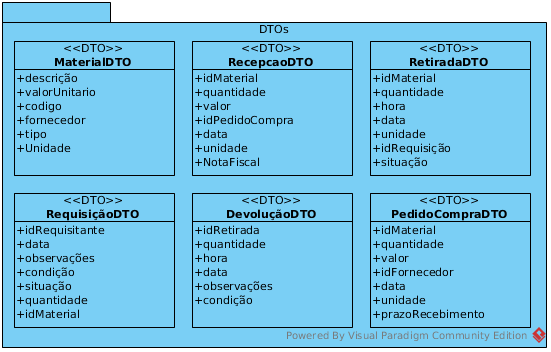 DTOs
<<DTO>>
MaterialDTO
+descrição
+valorUnitario
+codigo
+fornecedor
+tipo
+Unidade
<<DTO>>
RecepcaoDTO
+idMaterial
+quantidade
+valor
+idPedidoCompra
+data
+unidade
+NotaFiscal
<<DTO>>
RetiradaDTO
+idMaterial
+quantidade
+hora
+data
+unidade
+idRequisição
+situação
<<DTO>>
RequisiçãoDTO
+idRequisitante
+data
+observações
+condição
+situação
+quantidade
+idMaterial
<<DTO>>
DevoluçãoDTO
+idRetirada
+quantidade
+hora
+data
+observações
+condição
<<DTO>>
PedidoCompraDTO
+idMaterial
+quantidade
+valor
+idFornecedor
+data
+unidade
+prazoRecebimento
Powered By Visual Paradigm Community Edition